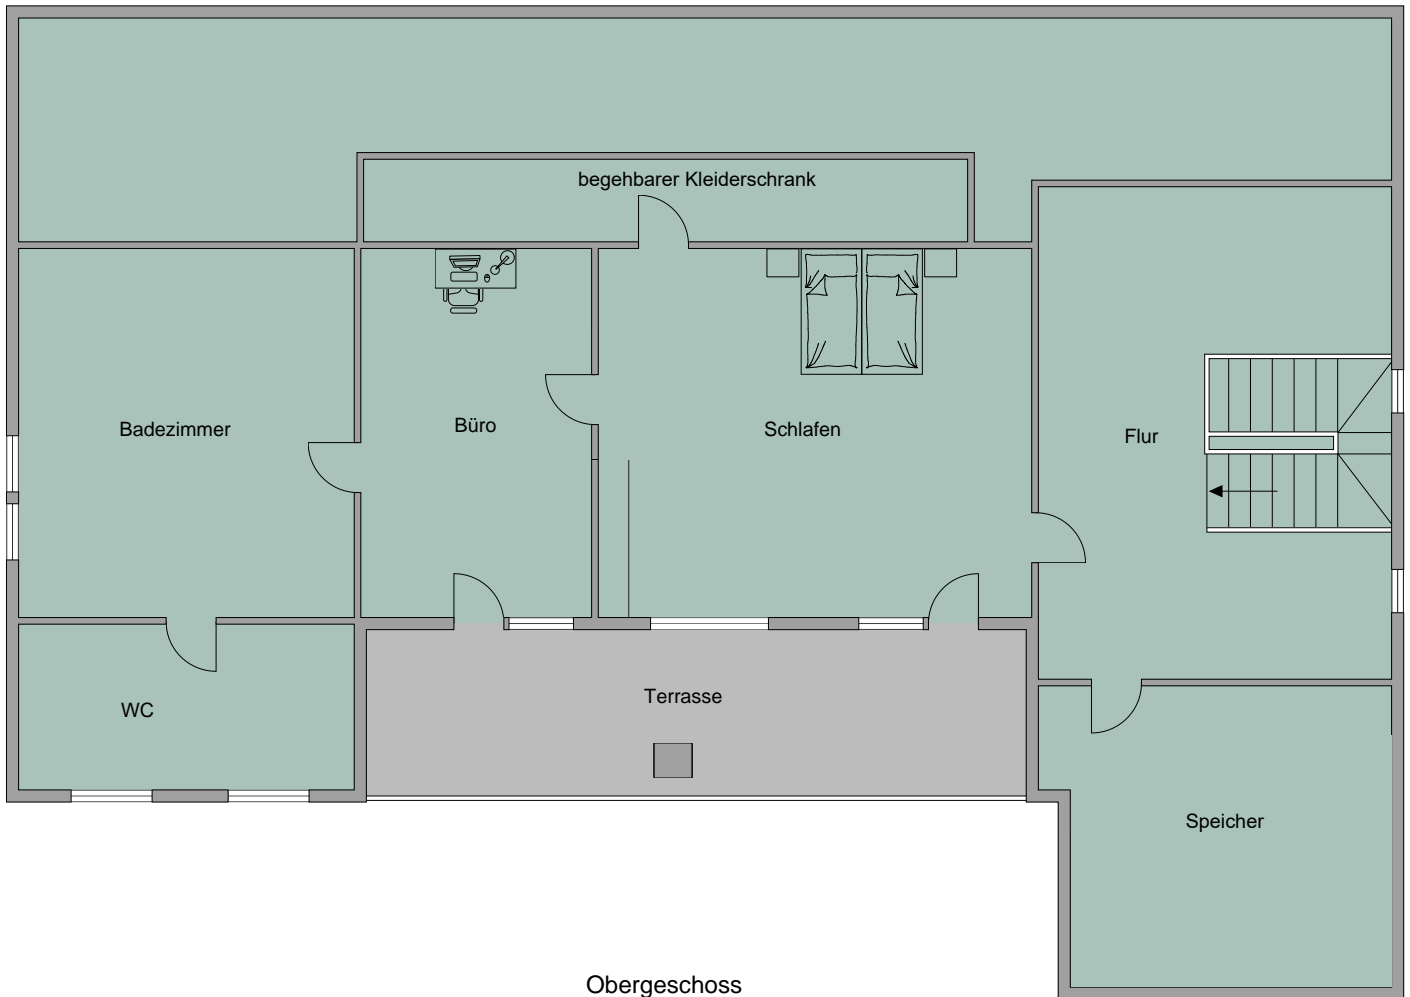 begehbarer Kleiderschrank
Badezimmer
Büro
Schlafen
Flur
WC
Terrasse
Speicher
Obergeschoss